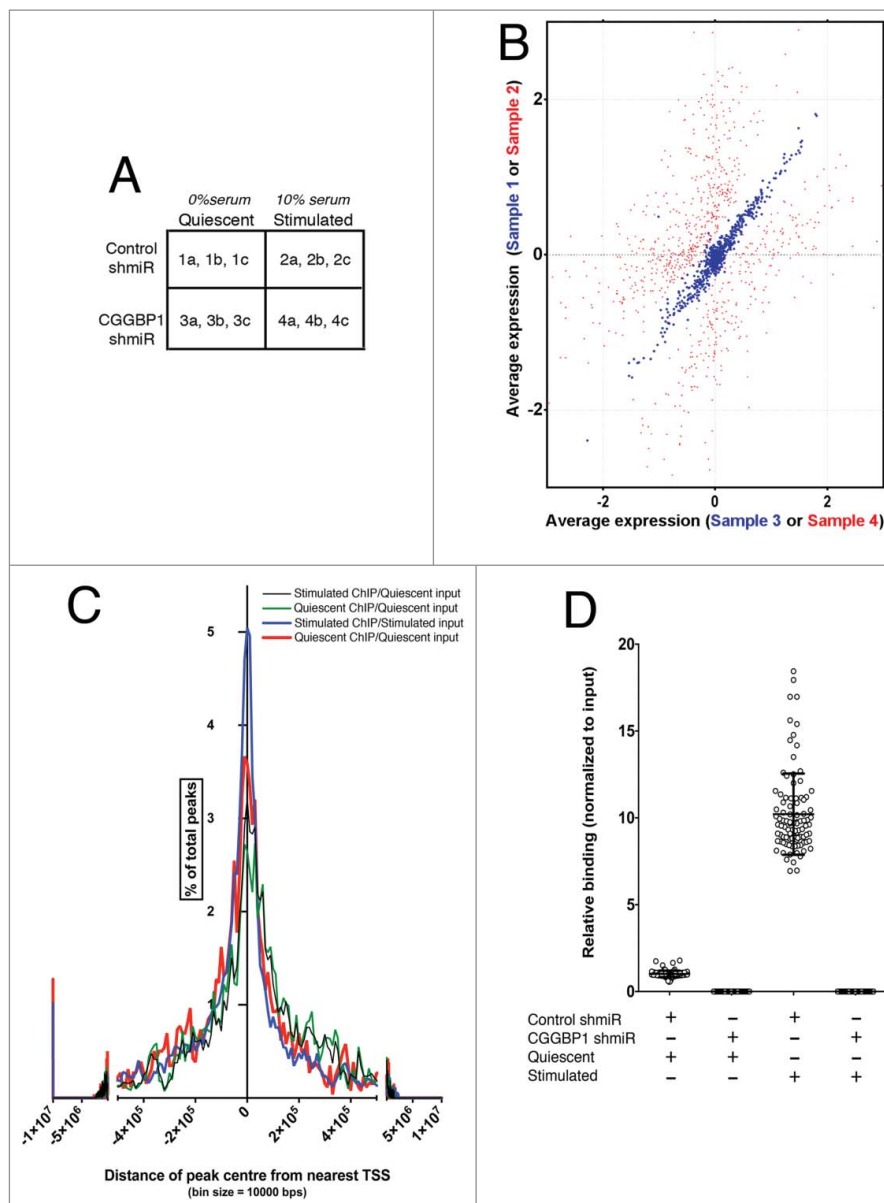 A
0%serum 10% serum
Quiescent Stimulated
Control shmiR
1a, 1b, 1c 2a, 2b, 2c
CGGBP1 shmiR
3a, 3b, 3c 4a, 4b, 4c
B
Average expression (Sample 1 or Sample 2)
2
0
-2
-2 0 2
Average expression (Sample 3 or Sample 4)
C
Stimulated ChIP/Quiescent input
Quiescent ChIP/Quiescent input
Stimulated ChIP/Stimulated input
Quiescent ChIP/Quiescent input
% of total peaks
5
4
3
2
1
-1×10⁷ -5×10⁶ -4×10⁵ -2×10⁵ 0 2×10⁵ 4×10⁵ 5×10⁶ 1×10⁷
Distance of peak centre from nearest TSS
(bin size = 10000 bps)
D
Relative binding (normalized to input)
20
15
10
5
0
Control shmiR + − + −
CGGBP1 shmiR − + − +
Quiescent + + − −
Stimulated − − + +